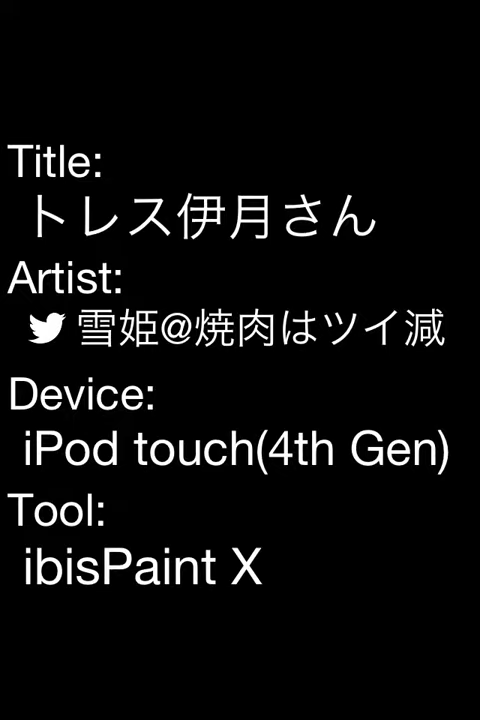 Title:
トレス伊月さん
Artist:
雪姫@焼肉はツイ減
Device:
iPod touch(4th Gen)
Tool:
ibisPaint X